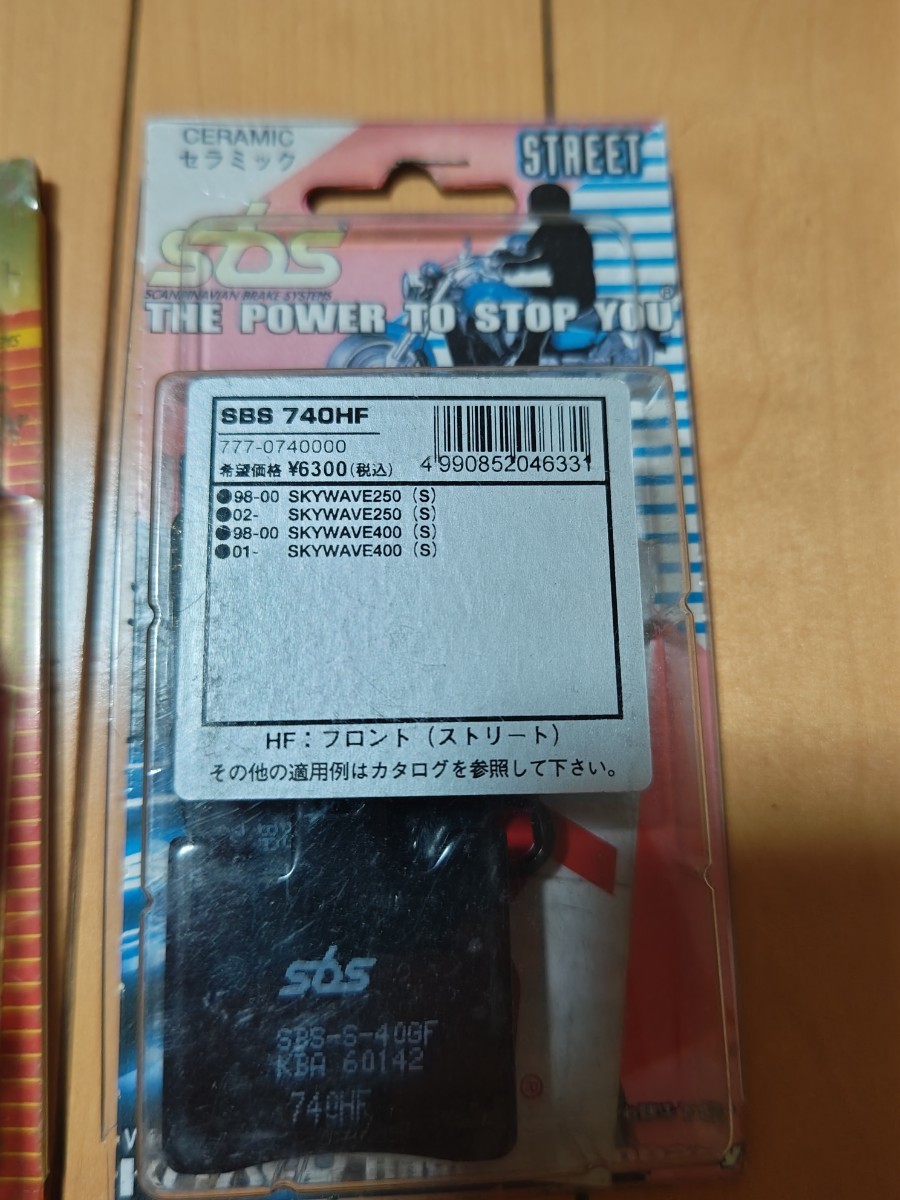 CERAMIC
セラミック
STREET
sbs
SCANDINAVIAN BRAKE SYSTEMS
THE POWER TO STOP YOU®
SBS 740HF
777-0740000
希望価格 ¥6300(税込)
4 990852 046331
●98-00 SKYWAVE250 (S)
●02- SKYWAVE250 (S)
●98-00 SKYWAVE400 (S)
●01- SKYWAVE400 (S)
HF：フロント（ストリート）
その他の適用例はカタログを参照して下さい。
sbs
SBS-S-40GF
KBA 60142
740HF
®